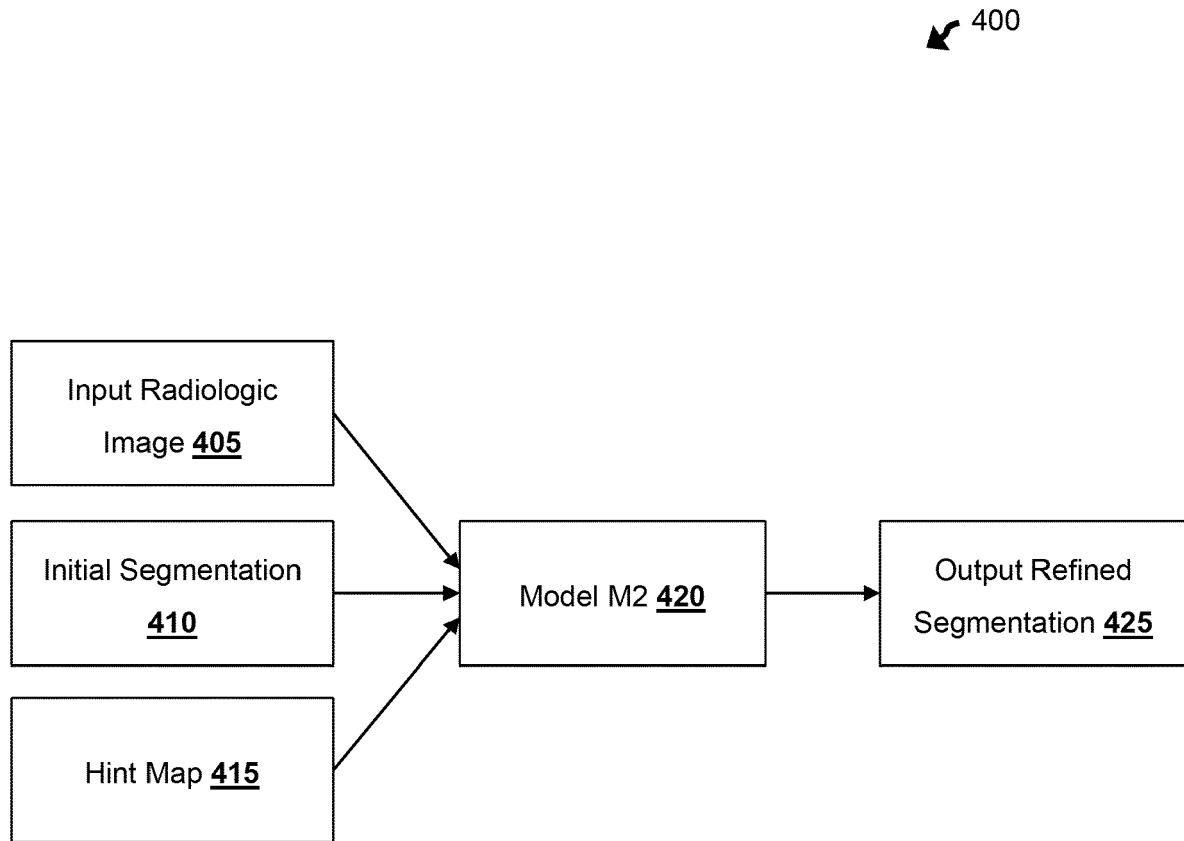 400
Input Radiologic
Image 405
Initial Segmentation
410
Hint Map 415
Model M2 420
Output Refined
Segmentation 425